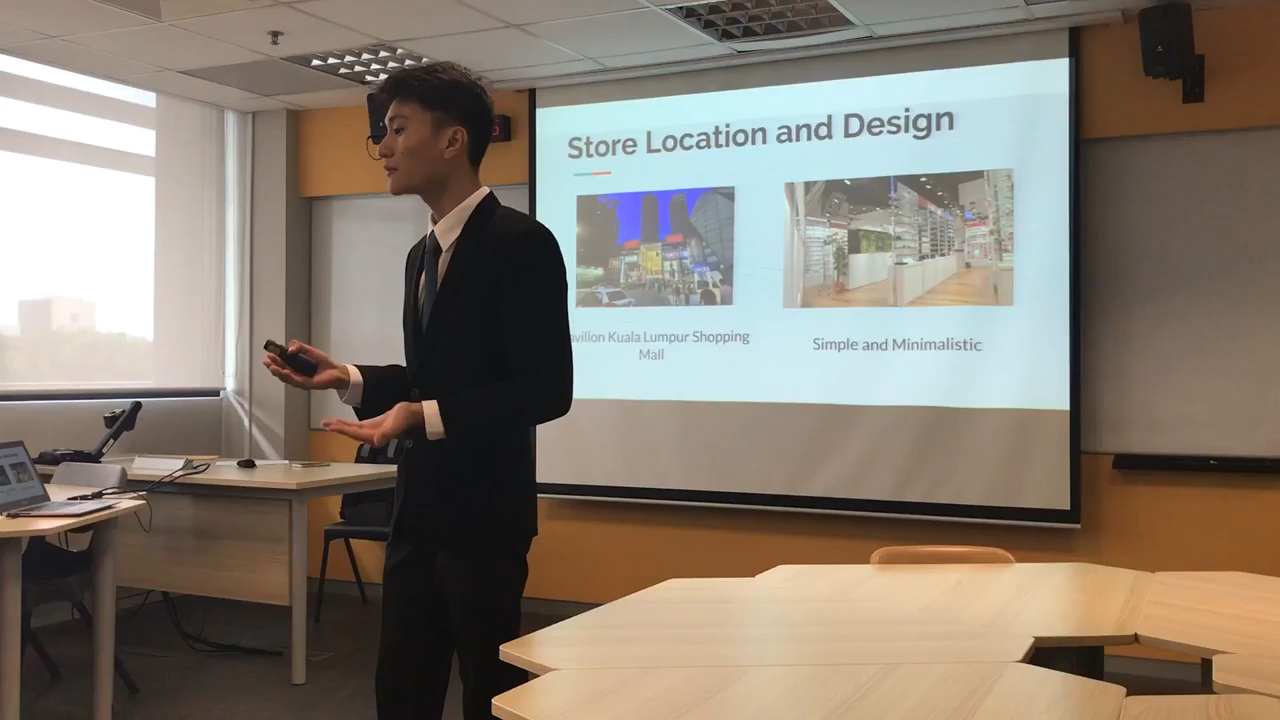 Store Location and Design
avilion Kuala Lumpur Shopping
Mall
Simple and Minimalistic